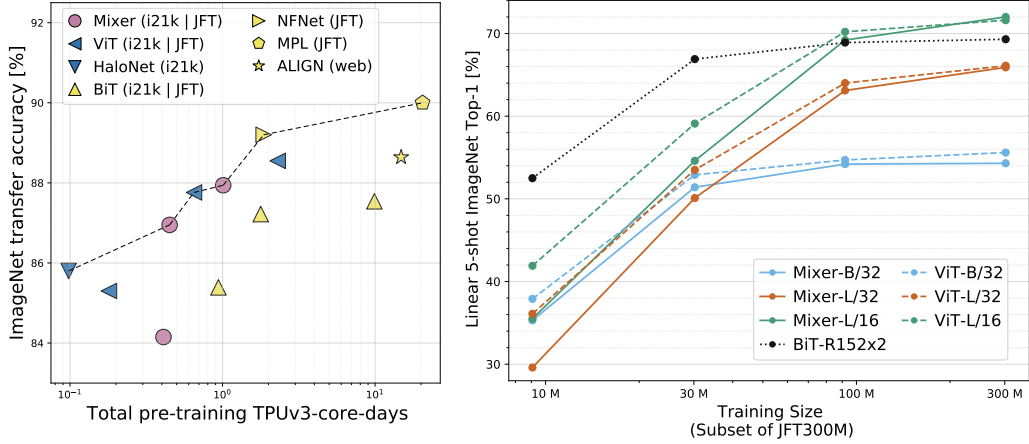 92
90
88
86
84
ImageNet transfer accuracy [%]
Mixer (i21k | JFT)
ViT (i21k | JFT)
HaloNet (i21k)
BiT (i21k | JFT)
NFNet (JFT)
MPL (JFT)
ALIGN (web)
10⁻¹
10⁰
10¹
Total pre-training TPUv3-core-days
70
60
50
40
30
Linear 5-shot ImageNet Top-1 [%]
Mixer-B/32
Mixer-L/32
Mixer-L/16
BiT-R152x2
ViT-B/32
ViT-L/32
ViT-L/16
10 M
30 M
100 M
300 M
Training Size
(Subset of JFT300M)